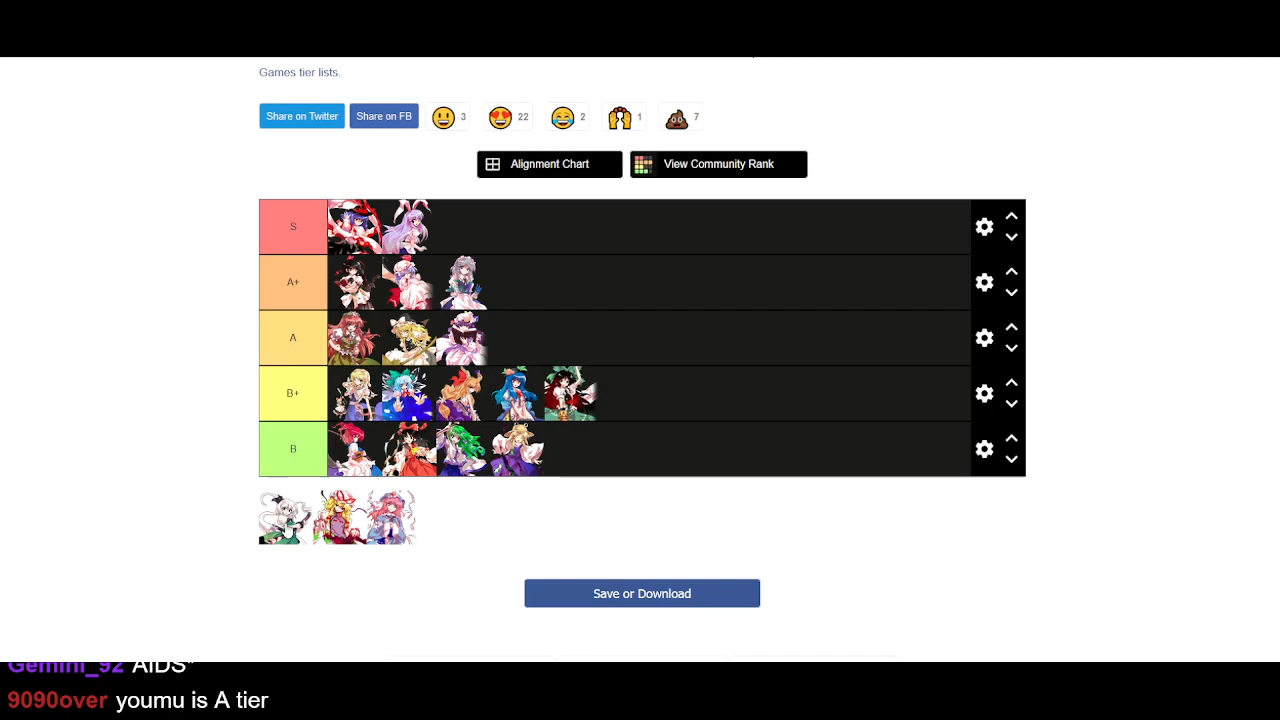 Games tier lists.
Share on Twitter Share on FB 3 22 2 1 7
Alignment Chart View Community Rank
S
A+
A
B+
B
Save or Download
Gemini_92 AIDS"
9090over youmu is A tier